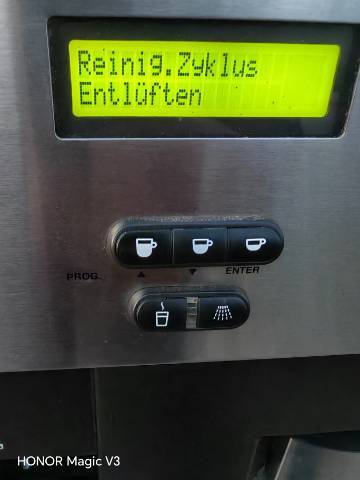 Reinig.Zyklus
Entlüften
PROG. ▲ ▼ ENTER
HONOR Magic V3